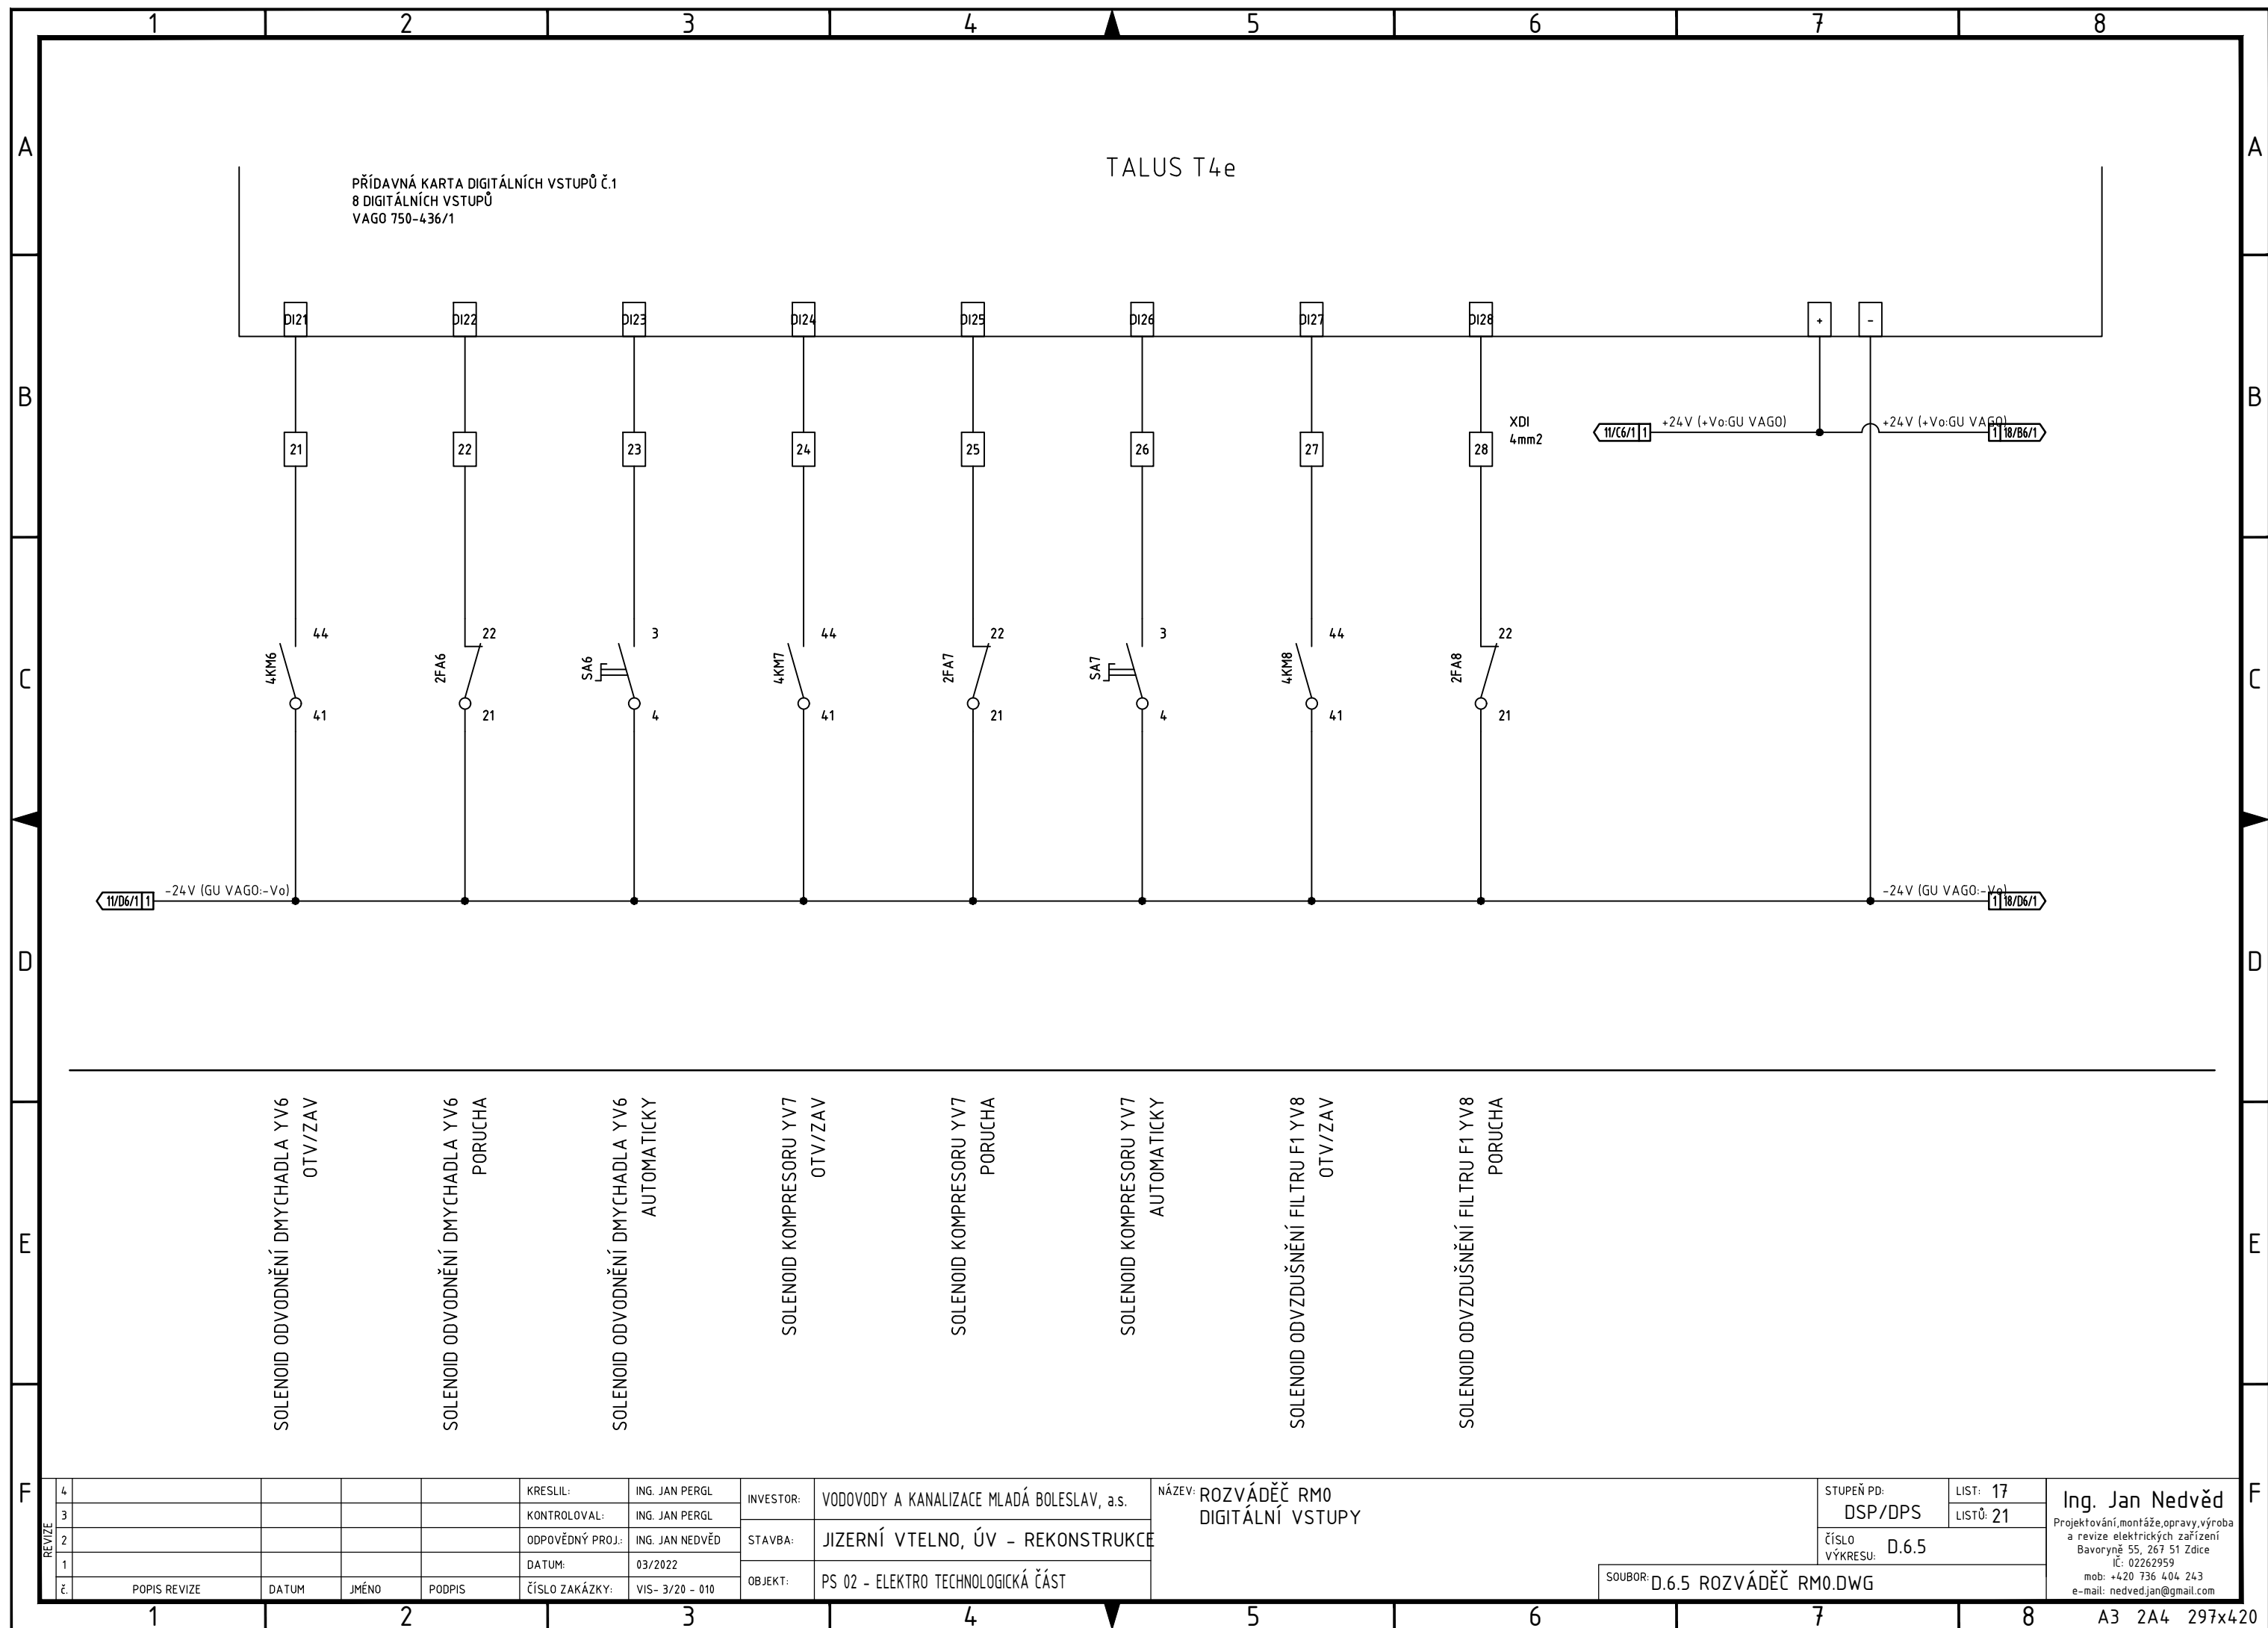 1 2 3 4 5 6 7 8
A A
TALUS T4e
PŘÍDAVNÁ KARTA DIGITÁLNÍCH VSTUPŮ Č.1
8 DIGITÁLNÍCH VSTUPŮ
VAGO 750-436/1
DI21 DI22 DI23 DI24 DI25 DI26 DI27 DI28 + -
B B
XDI
4mm2
11/C6/1 1 +24V (+Vo:GU VAGO) +24V (+Vo:GU VAGO) 1 18/B6/1
21 22 23 24 25 26 27 28
44 22 3 44 22 3 44 22
4KM6 2FA6 SA6 4KM7 2FA7 SA7 4KM8 2FA8
C C
41 21 4 41 21 4 41 21
-24V (GU VAGO:-Vo) -24V (GU VAGO:-Vo)
11/D6/1 1 1 18/D6/1
D D
SOLENOID ODVODNĚNÍ DMYCHADLA YV6
OTV/ZAV
SOLENOID ODVODNĚNÍ DMYCHADLA YV6
PORUCHA
SOLENOID ODVODNĚNÍ DMYCHADLA YV6
AUTOMATICKY
SOLENOID KOMPRESORU YV7
OTV/ZAV
SOLENOID KOMPRESORU YV7
PORUCHA
SOLENOID KOMPRESORU YV7
AUTOMATICKY
SOLENOID ODVZDUŠNĚNÍ FILTRU F1 YV8
OTV/ZAV
SOLENOID ODVZDUŠNĚNÍ FILTRU F1 YV8
PORUCHA
E E
F F
REVIZE
4
3
2
1
č. POPIS REVIZE DATUM JMÉNO PODPIS
KRESLIL: ING. JAN PERGL
KONTROLOVAL: ING. JAN PERGL
ODPOVĚDNÝ PROJ.: ING. JAN NEDVĚD
DATUM: 03/2022
ČÍSLO ZAKÁZKY: VIS- 3/20 - 010
INVESTOR: VODOVODY A KANALIZACE MLADÁ BOLESLAV, a.s.
STAVBA: JIZERNÍ VTELNO, ÚV - REKONSTRUKCE
OBJEKT: PS 02 - ELEKTRO TECHNOLOGICKÁ ČÁST
NÁZEV: ROZVÁDĚČ RM0
DIGITÁLNÍ VSTUPY
STUPEŇ PD:
DSP/DPS
LIST: 17
LISTŮ: 21
ČÍSLO
VÝKRESU: D.6.5
SOUBOR: D.6.5 ROZVÁDĚČ RM0.DWG
Ing. Jan Nedvěd
Projektování,montáže,opravy,výroba
a revize elektrických zařízení
Bavoryně 55, 267 51 Zdice
IČ: 02262959
mob: +420 736 404 243
e-mail: nedved.jan@gmail.com
1 2 3 4 5 6 7 8
A3 2A4 297x420